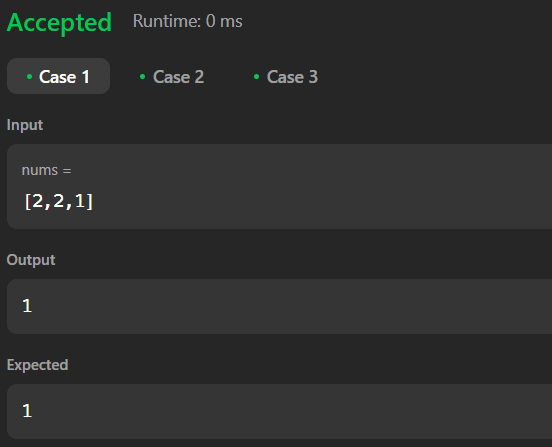 Accepted Runtime: 0 ms
Case 1 Case 2 Case 3
Input
nums =
[2,2,1]
Output
1
Expected
1